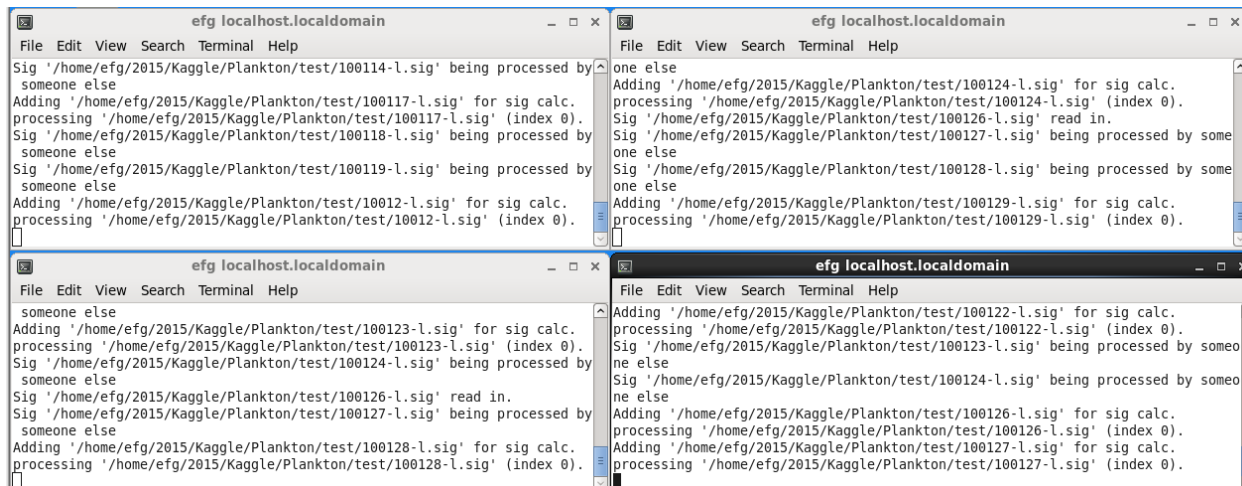 efg localhost.localdomain
File Edit View Search Terminal Help
Sig '/home/efg/2015/Kaggle/Plankton/test/100114-l.sig' being processed by
someone else
Adding '/home/efg/2015/Kaggle/Plankton/test/100117-l.sig' for sig calc.
processing '/home/efg/2015/Kaggle/Plankton/test/100117-l.sig' (index 0).
Sig '/home/efg/2015/Kaggle/Plankton/test/100118-l.sig' being processed by
someone else
Sig '/home/efg/2015/Kaggle/Plankton/test/100119-l.sig' being processed by
someone else
Adding '/home/efg/2015/Kaggle/Plankton/test/10012-l.sig' for sig calc.
processing '/home/efg/2015/Kaggle/Plankton/test/10012-l.sig' (index 0).
efg localhost.localdomain
File Edit View Search Terminal Help
one else
Adding '/home/efg/2015/Kaggle/Plankton/test/100124-l.sig' for sig calc.
processing '/home/efg/2015/Kaggle/Plankton/test/100124-l.sig' (index 0).
Sig '/home/efg/2015/Kaggle/Plankton/test/100126-l.sig' read in.
Sig '/home/efg/2015/Kaggle/Plankton/test/100127-l.sig' being processed by some
one else
Sig '/home/efg/2015/Kaggle/Plankton/test/100128-l.sig' being processed by some
one else
Adding '/home/efg/2015/Kaggle/Plankton/test/100129-l.sig' for sig calc.
processing '/home/efg/2015/Kaggle/Plankton/test/100129-l.sig' (index 0).
efg localhost.localdomain
File Edit View Search Terminal Help
someone else
Adding '/home/efg/2015/Kaggle/Plankton/test/100123-l.sig' for sig calc.
processing '/home/efg/2015/Kaggle/Plankton/test/100123-l.sig' (index 0).
Sig '/home/efg/2015/Kaggle/Plankton/test/100124-l.sig' being processed by
someone else
Sig '/home/efg/2015/Kaggle/Plankton/test/100126-l.sig' read in.
Sig '/home/efg/2015/Kaggle/Plankton/test/100127-l.sig' being processed by
someone else
Adding '/home/efg/2015/Kaggle/Plankton/test/100128-l.sig' for sig calc.
processing '/home/efg/2015/Kaggle/Plankton/test/100128-l.sig' (index 0).
efg localhost.localdomain
File Edit View Search Terminal Help
Adding '/home/efg/2015/Kaggle/Plankton/test/100122-l.sig' for sig calc.
processing '/home/efg/2015/Kaggle/Plankton/test/100122-l.sig' (index 0).
Sig '/home/efg/2015/Kaggle/Plankton/test/100123-l.sig' being processed by someo
ne else
Sig '/home/efg/2015/Kaggle/Plankton/test/100124-l.sig' being processed by someo
ne else
Adding '/home/efg/2015/Kaggle/Plankton/test/100126-l.sig' for sig calc.
processing '/home/efg/2015/Kaggle/Plankton/test/100126-l.sig' (index 0).
Adding '/home/efg/2015/Kaggle/Plankton/test/100127-l.sig' for sig calc.
processing '/home/efg/2015/Kaggle/Plankton/test/100127-l.sig' (index 0).